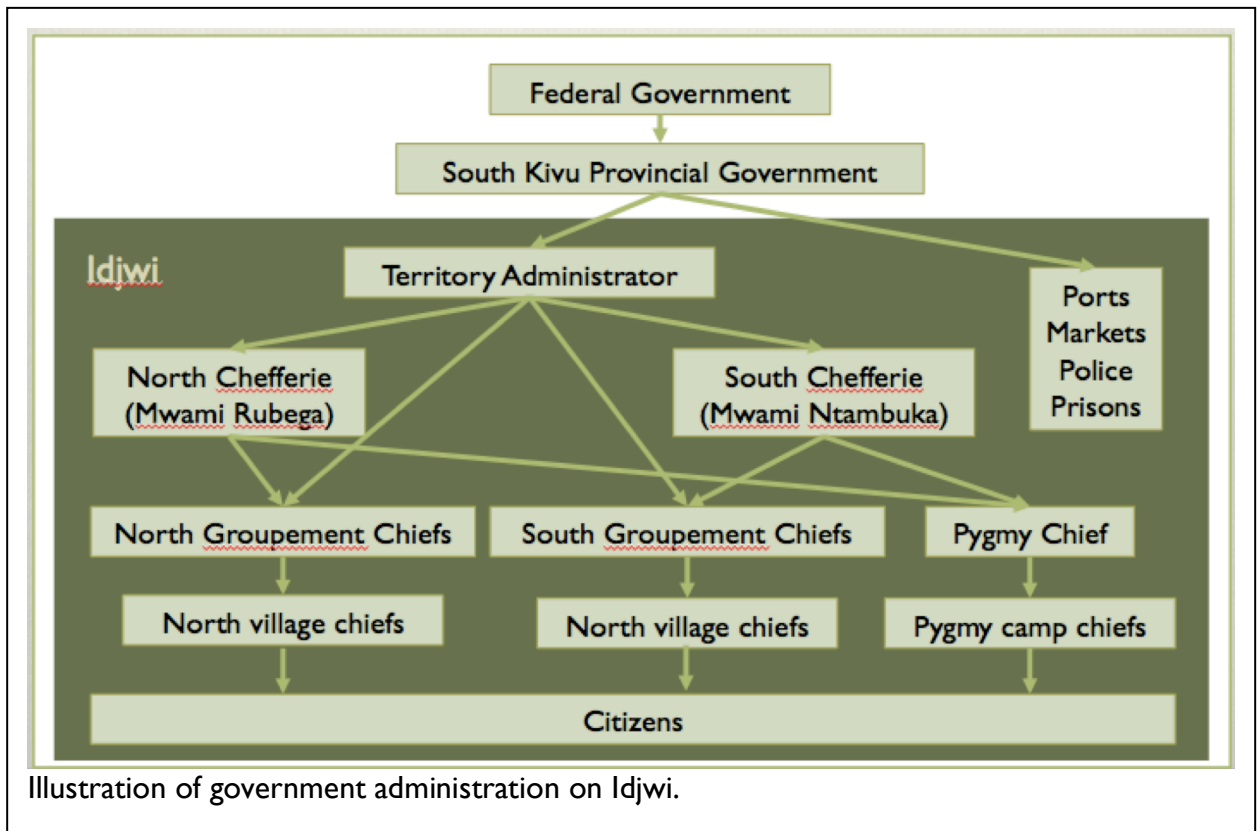 Federal Government
South Kivu Provincial Government
Idjwi
Territory Administrator
Ports
Markets
Police
Prisons
North Chefferie
(Mwami Rubega)
South Chefferie
(Mwami Ntambuka)
North Groupement Chiefs
South Groupement Chiefs
Pygmy Chief
North village chiefs
North village chiefs
Pygmy camp chiefs
Citizens
Illustration of government administration on Idjwi.